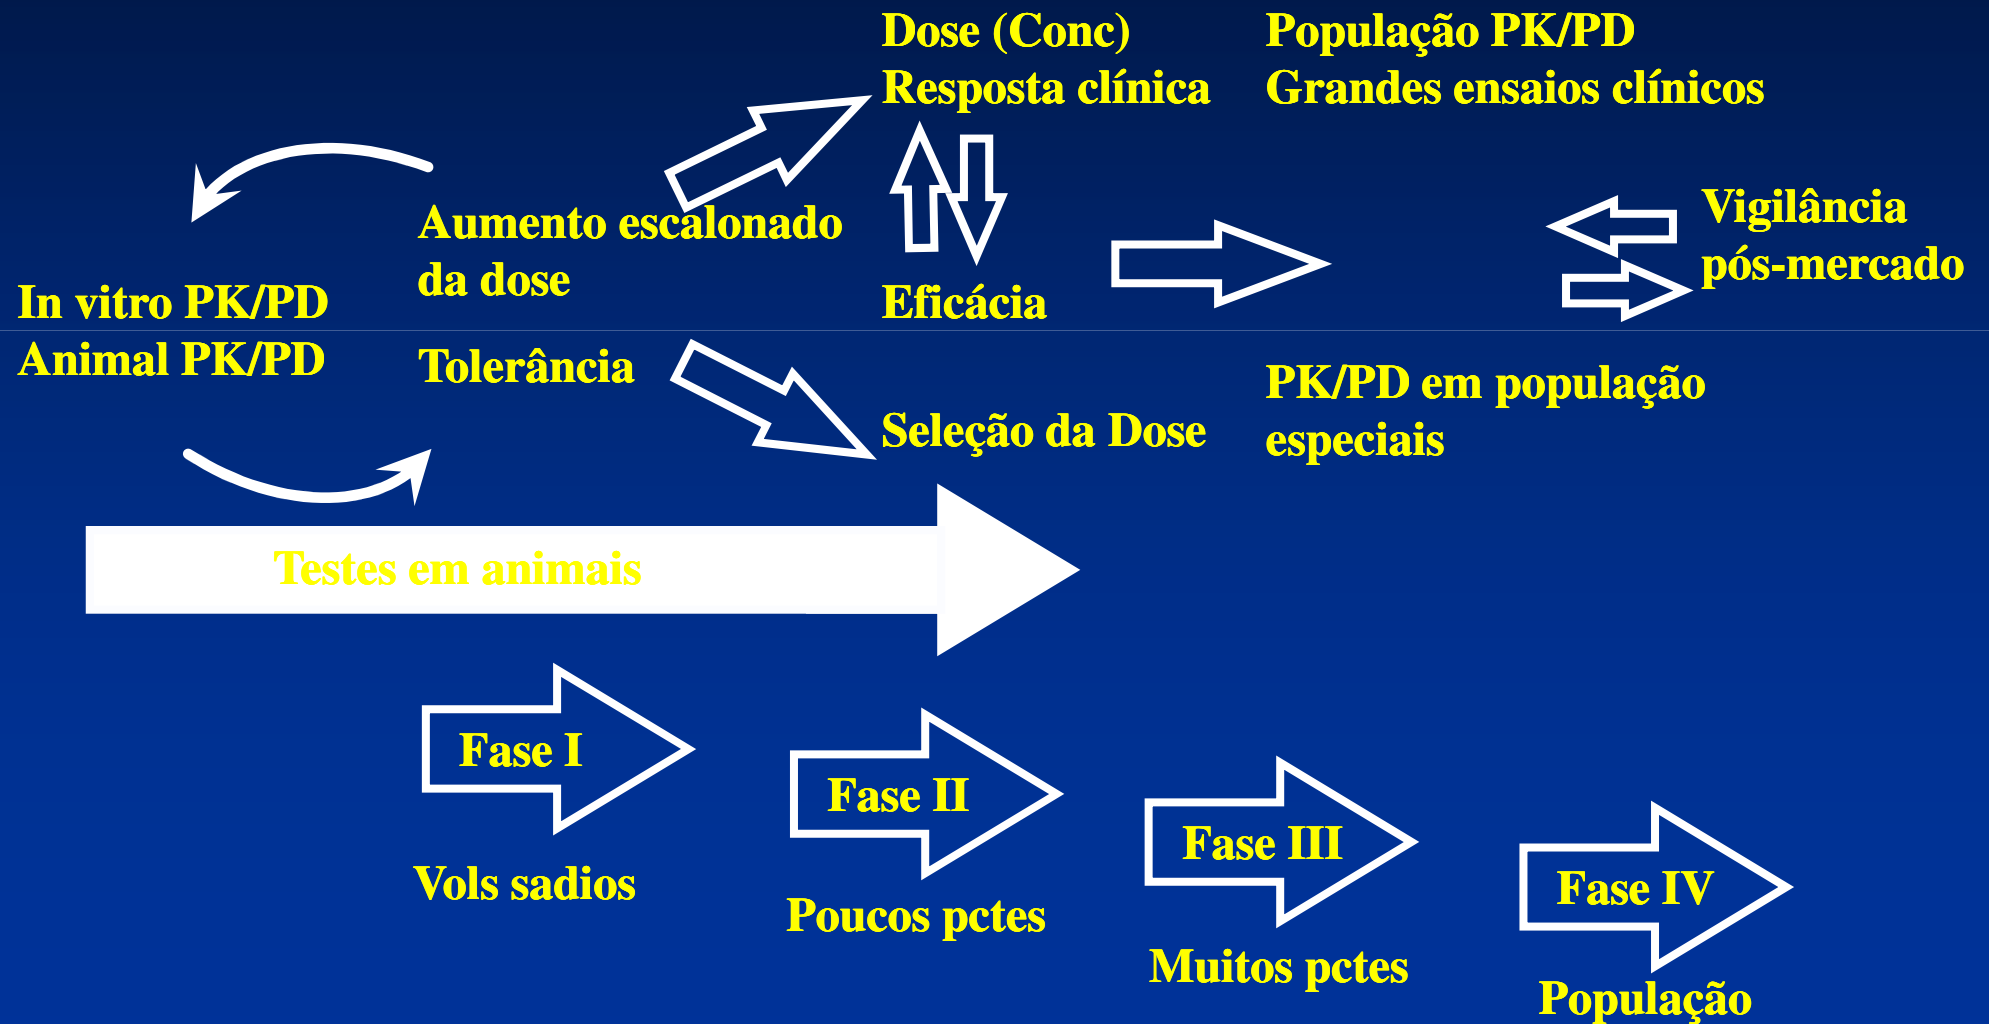 Dose (Conc)
Resposta clínica
População PK/PD
Grandes ensaios clínicos
Aumento escalonado
da dose
Vigilância
pós-mercado
In vitro PK/PD
Animal PK/PD
Eficácia
Tolerância
PK/PD em população
especiais
Seleção da Dose
Testes em animais
Fase I
Vols sadios
Fase II
Poucos pctes
Fase III
Muitos pctes
Fase IV
População